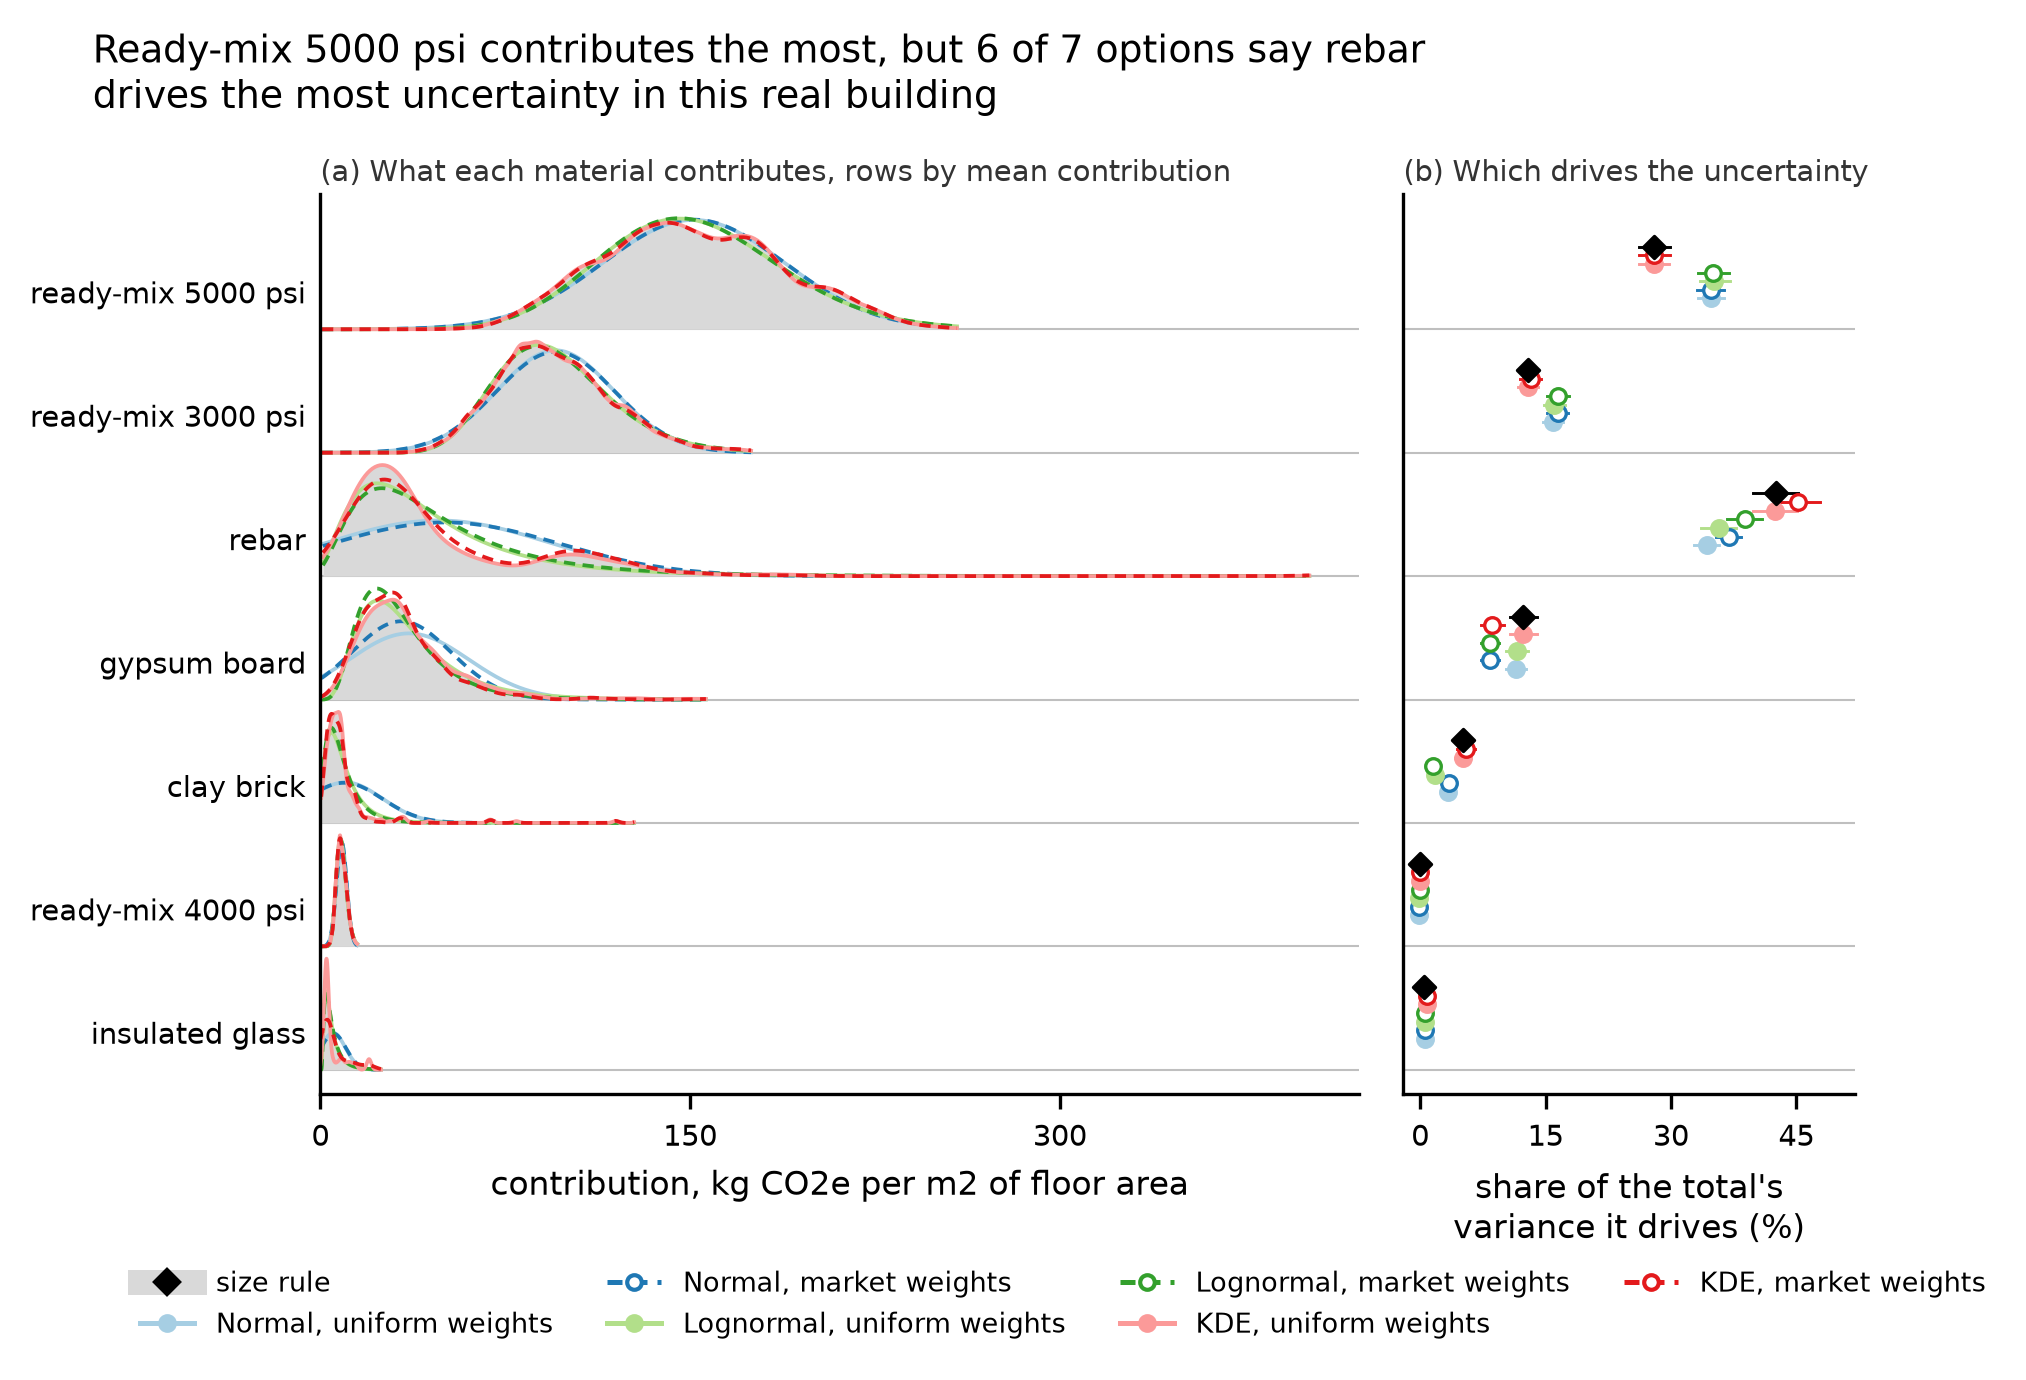 Ready-mix 5000 psi contributes the most, but 6 of 7 options say rebar
drives the most uncertainty in this real building
(a) What each material contributes, rows by mean contribution
(b) Which drives the uncertainty
ready-mix 5000 psi
ready-mix 3000 psi
rebar
gypsum board
clay brick
ready-mix 4000 psi
insulated glass
0 150 300
0 15 30 45
contribution, kg CO2e per m2 of floor area
share of the total's
variance it drives (%)
size rule
Normal, market weights
Lognormal, market weights
KDE, market weights
Normal, uniform weights
Lognormal, uniform weights
KDE, uniform weights